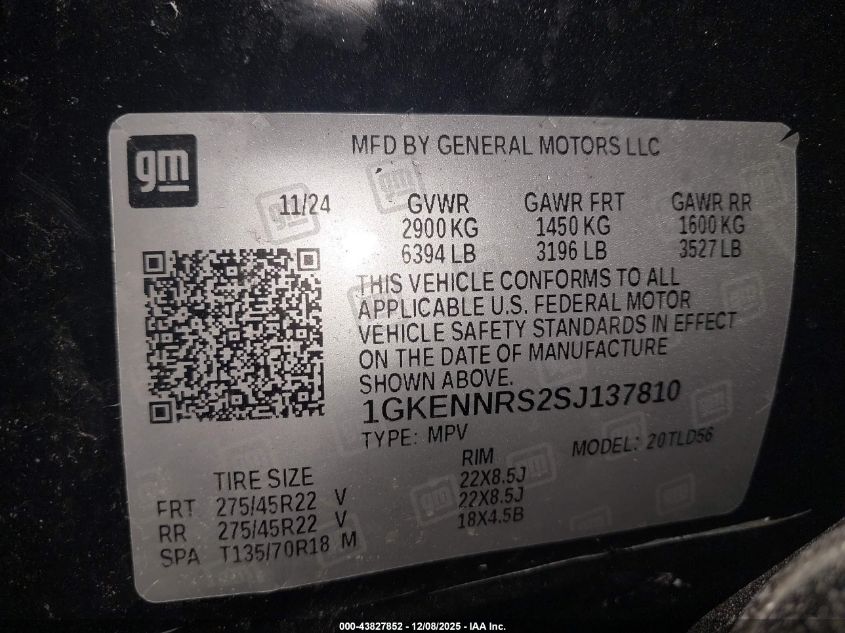 gm
MFD BY GENERAL MOTORS LLC
11/24
GVWR GAWR FRT GAWR RR
2900 KG 1450 KG 1600 KG
6394 LB 3196 LB 3527 LB
THIS VEHICLE CONFORMS TO ALL
APPLICABLE U.S. FEDERAL MOTOR
VEHICLE SAFETY STANDARDS IN EFFECT
ON THE DATE OF MANUFACTURE
SHOWN ABOVE.
1GKENNRS2SJ137810
TYPE: MPV MODEL: 20TLD56
TIRE SIZE RIM
FRT 275/45R22 V 22X8.5J
RR 275/45R22 V 22X8.5J
SPA T135/70R18 M 18X4.5B
000-43827852 - 12/08/2025 - IAA Inc.